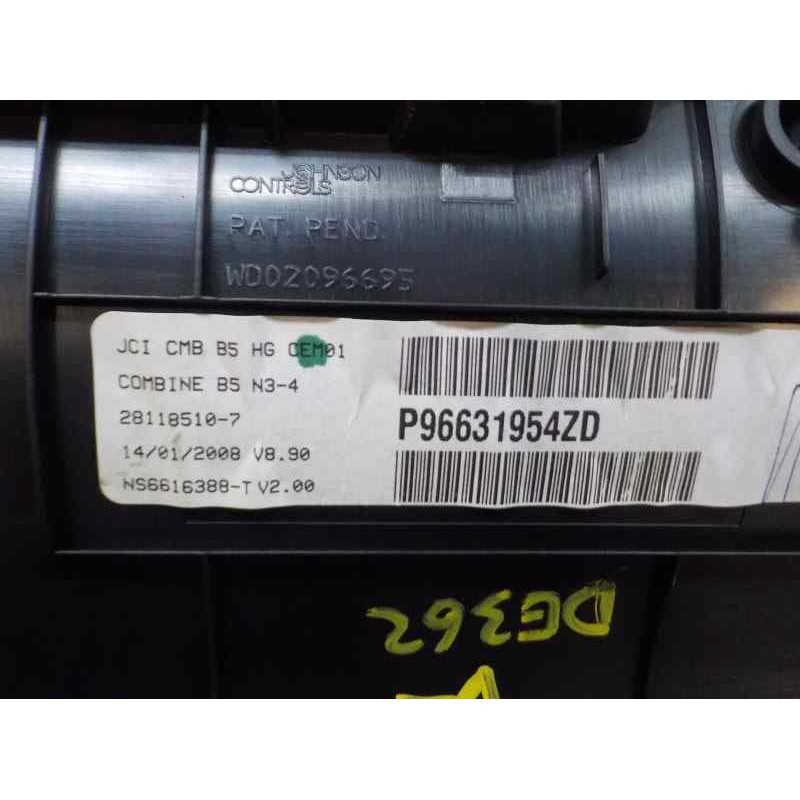 JOHNSON
CONTROLS
PAT. PEND.
WD02096695
JCI CMB B5 HG CEM01
COMBINE B5 N3-4
28118510-7
14/01/2008 V8.90
NS6616388-T V2.00
P96631954ZD
DG362